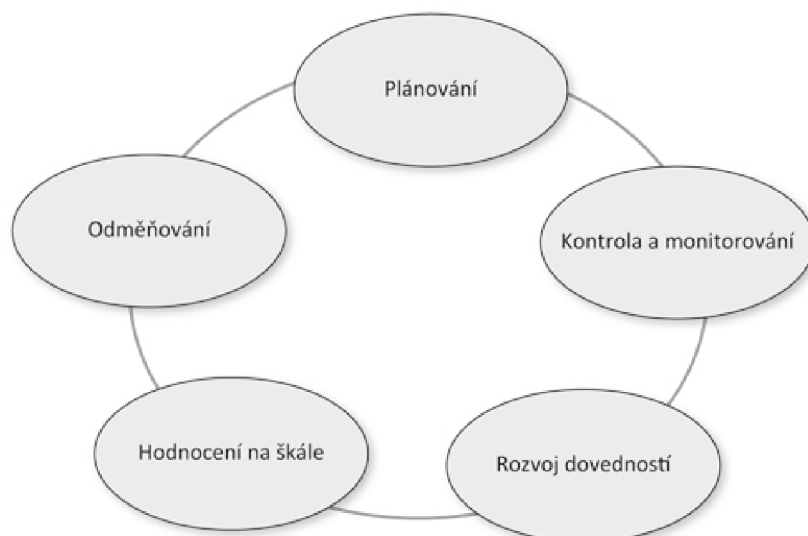 Plánování
Kontrola a monitorování
Rozvoj dovedností
Hodnocení na škále
Odměňování